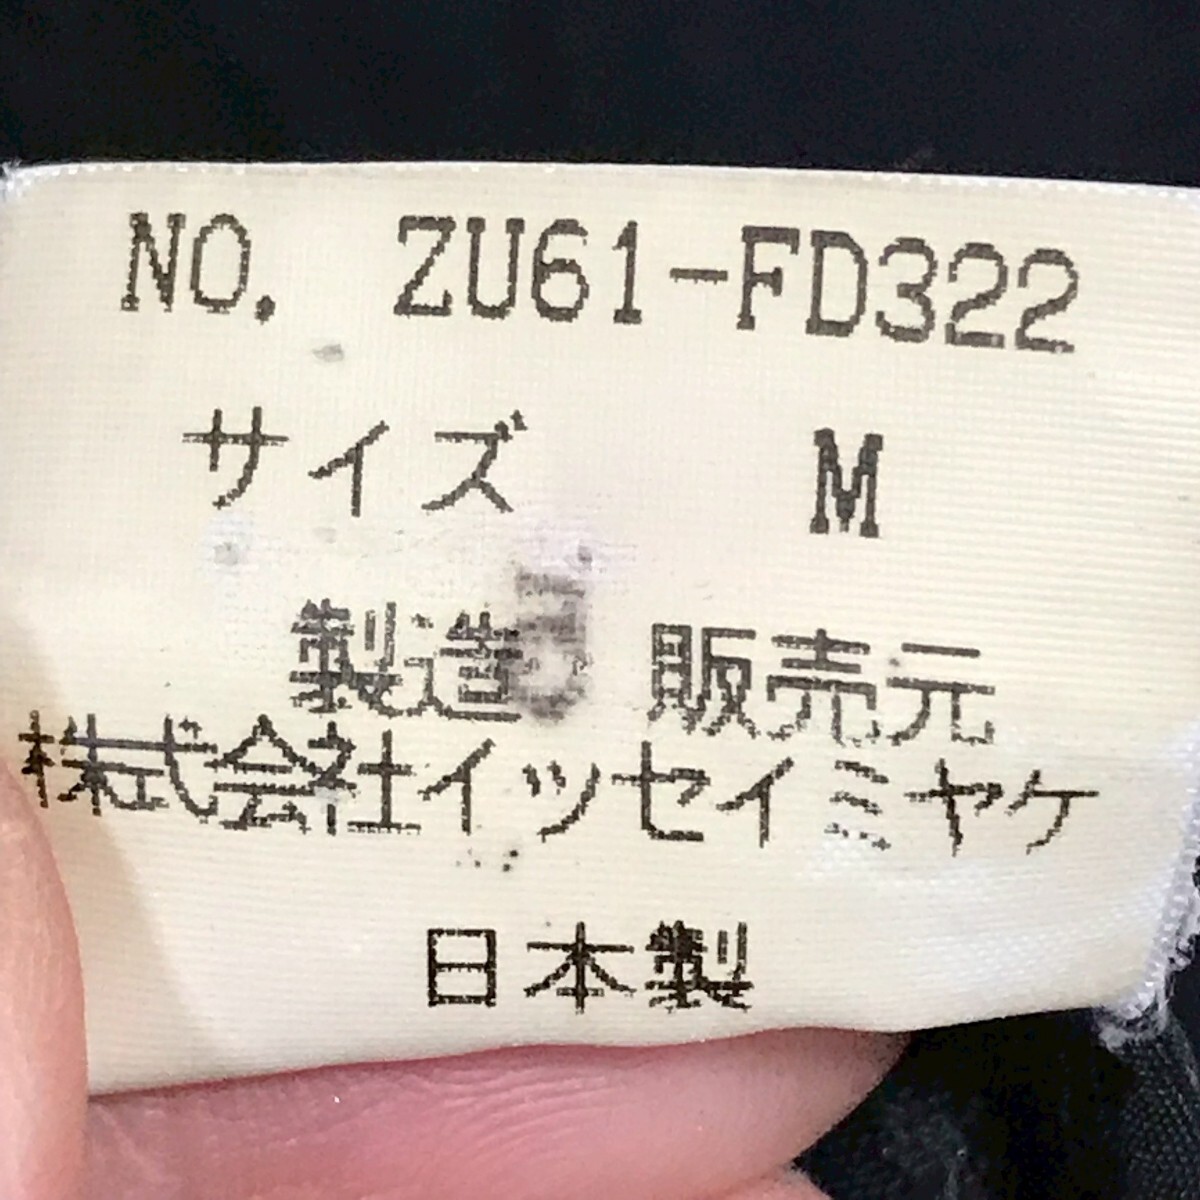 NO. ZU61-FD322
サイズ M
製造 販売元
株式会社イッセイミヤケ
日本製